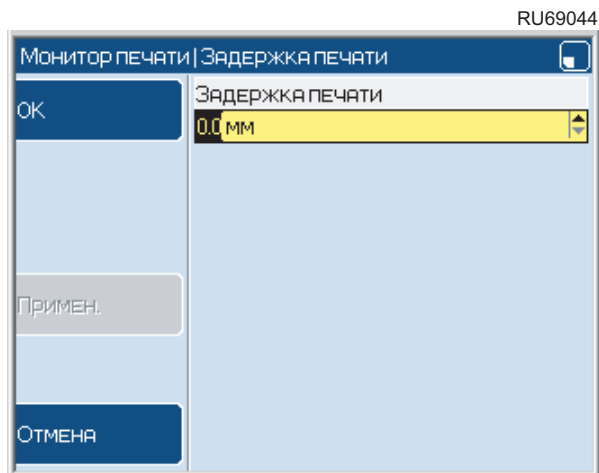 RU69044
Монитор печати|Задержка печати
OK
Задержка печати
0.0 мм
Примен.
Отмена